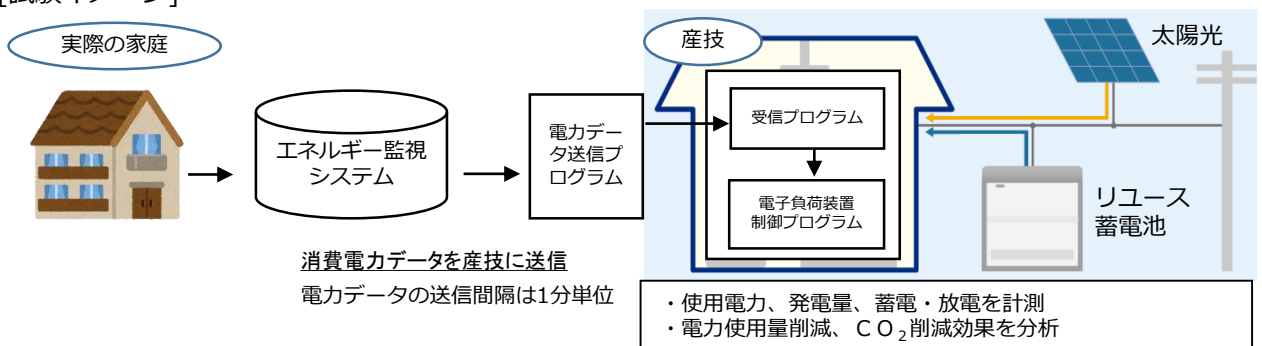 [試験イメージ]
実際の家庭
エネルギー監視
システム
電力デー
タ送信プ
ログラム
消費電力データを産技に送信
電力データの送信間隔は1分単位
産技
受信プログラム
電子負荷装置
制御プログラム
太陽光
リユース
蓄電池
・使用電力、発電量、蓄電・放電を計測
・電力使用量削減、ＣＯ₂削減効果を分析